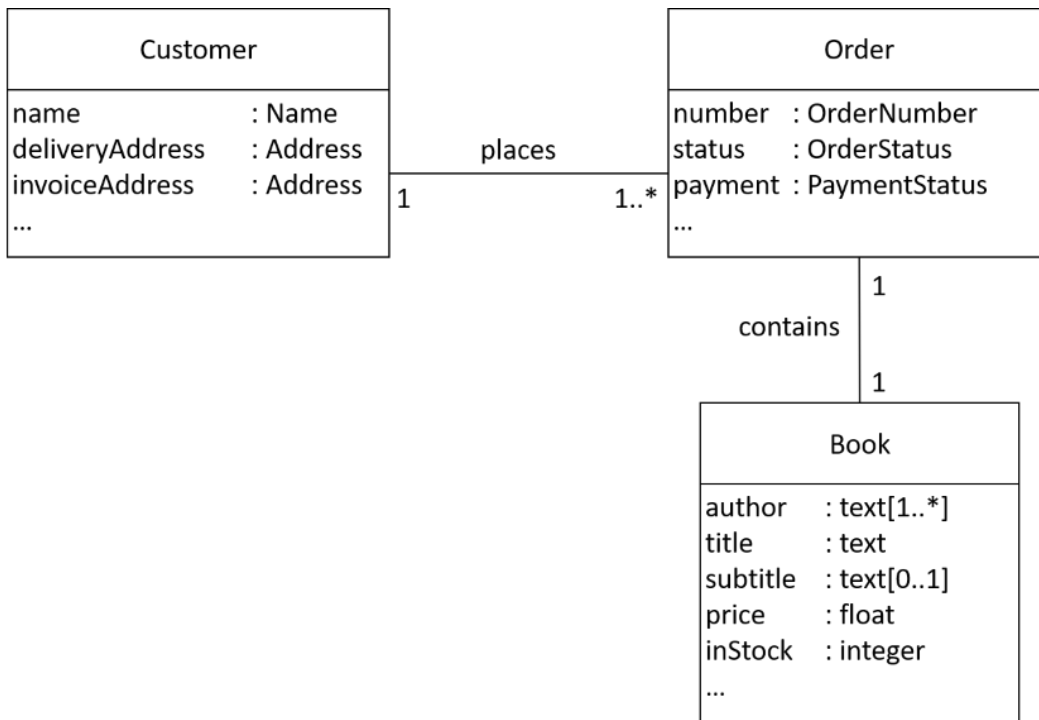 Customer
name : Name
deliveryAddress : Address
invoiceAddress : Address
...
places
1
1..*
Order
number : OrderNumber
status : OrderStatus
payment : PaymentStatus
...
1
contains
1
Book
author : text[1..*]
title : text
subtitle : text[0..1]
price : float
inStock : integer
...